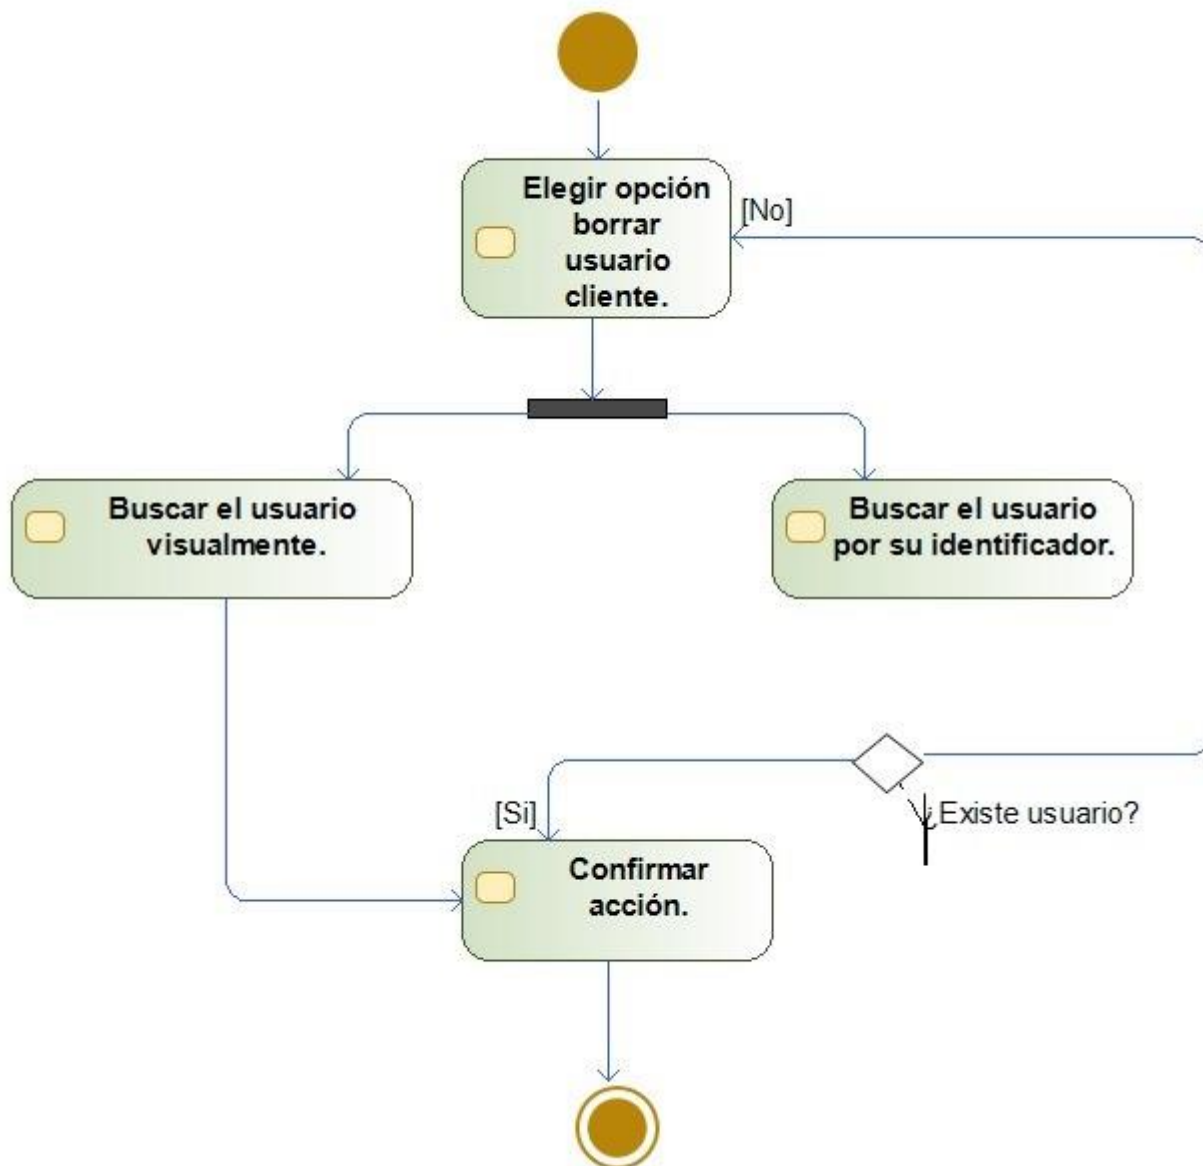 Elegir opción
borrar
usuario
cliente.
[No]
Buscar el usuario
visualmente.
Buscar el usuario
por su identificador.
[Si]
¿Existe usuario?
Confirmar
acción.